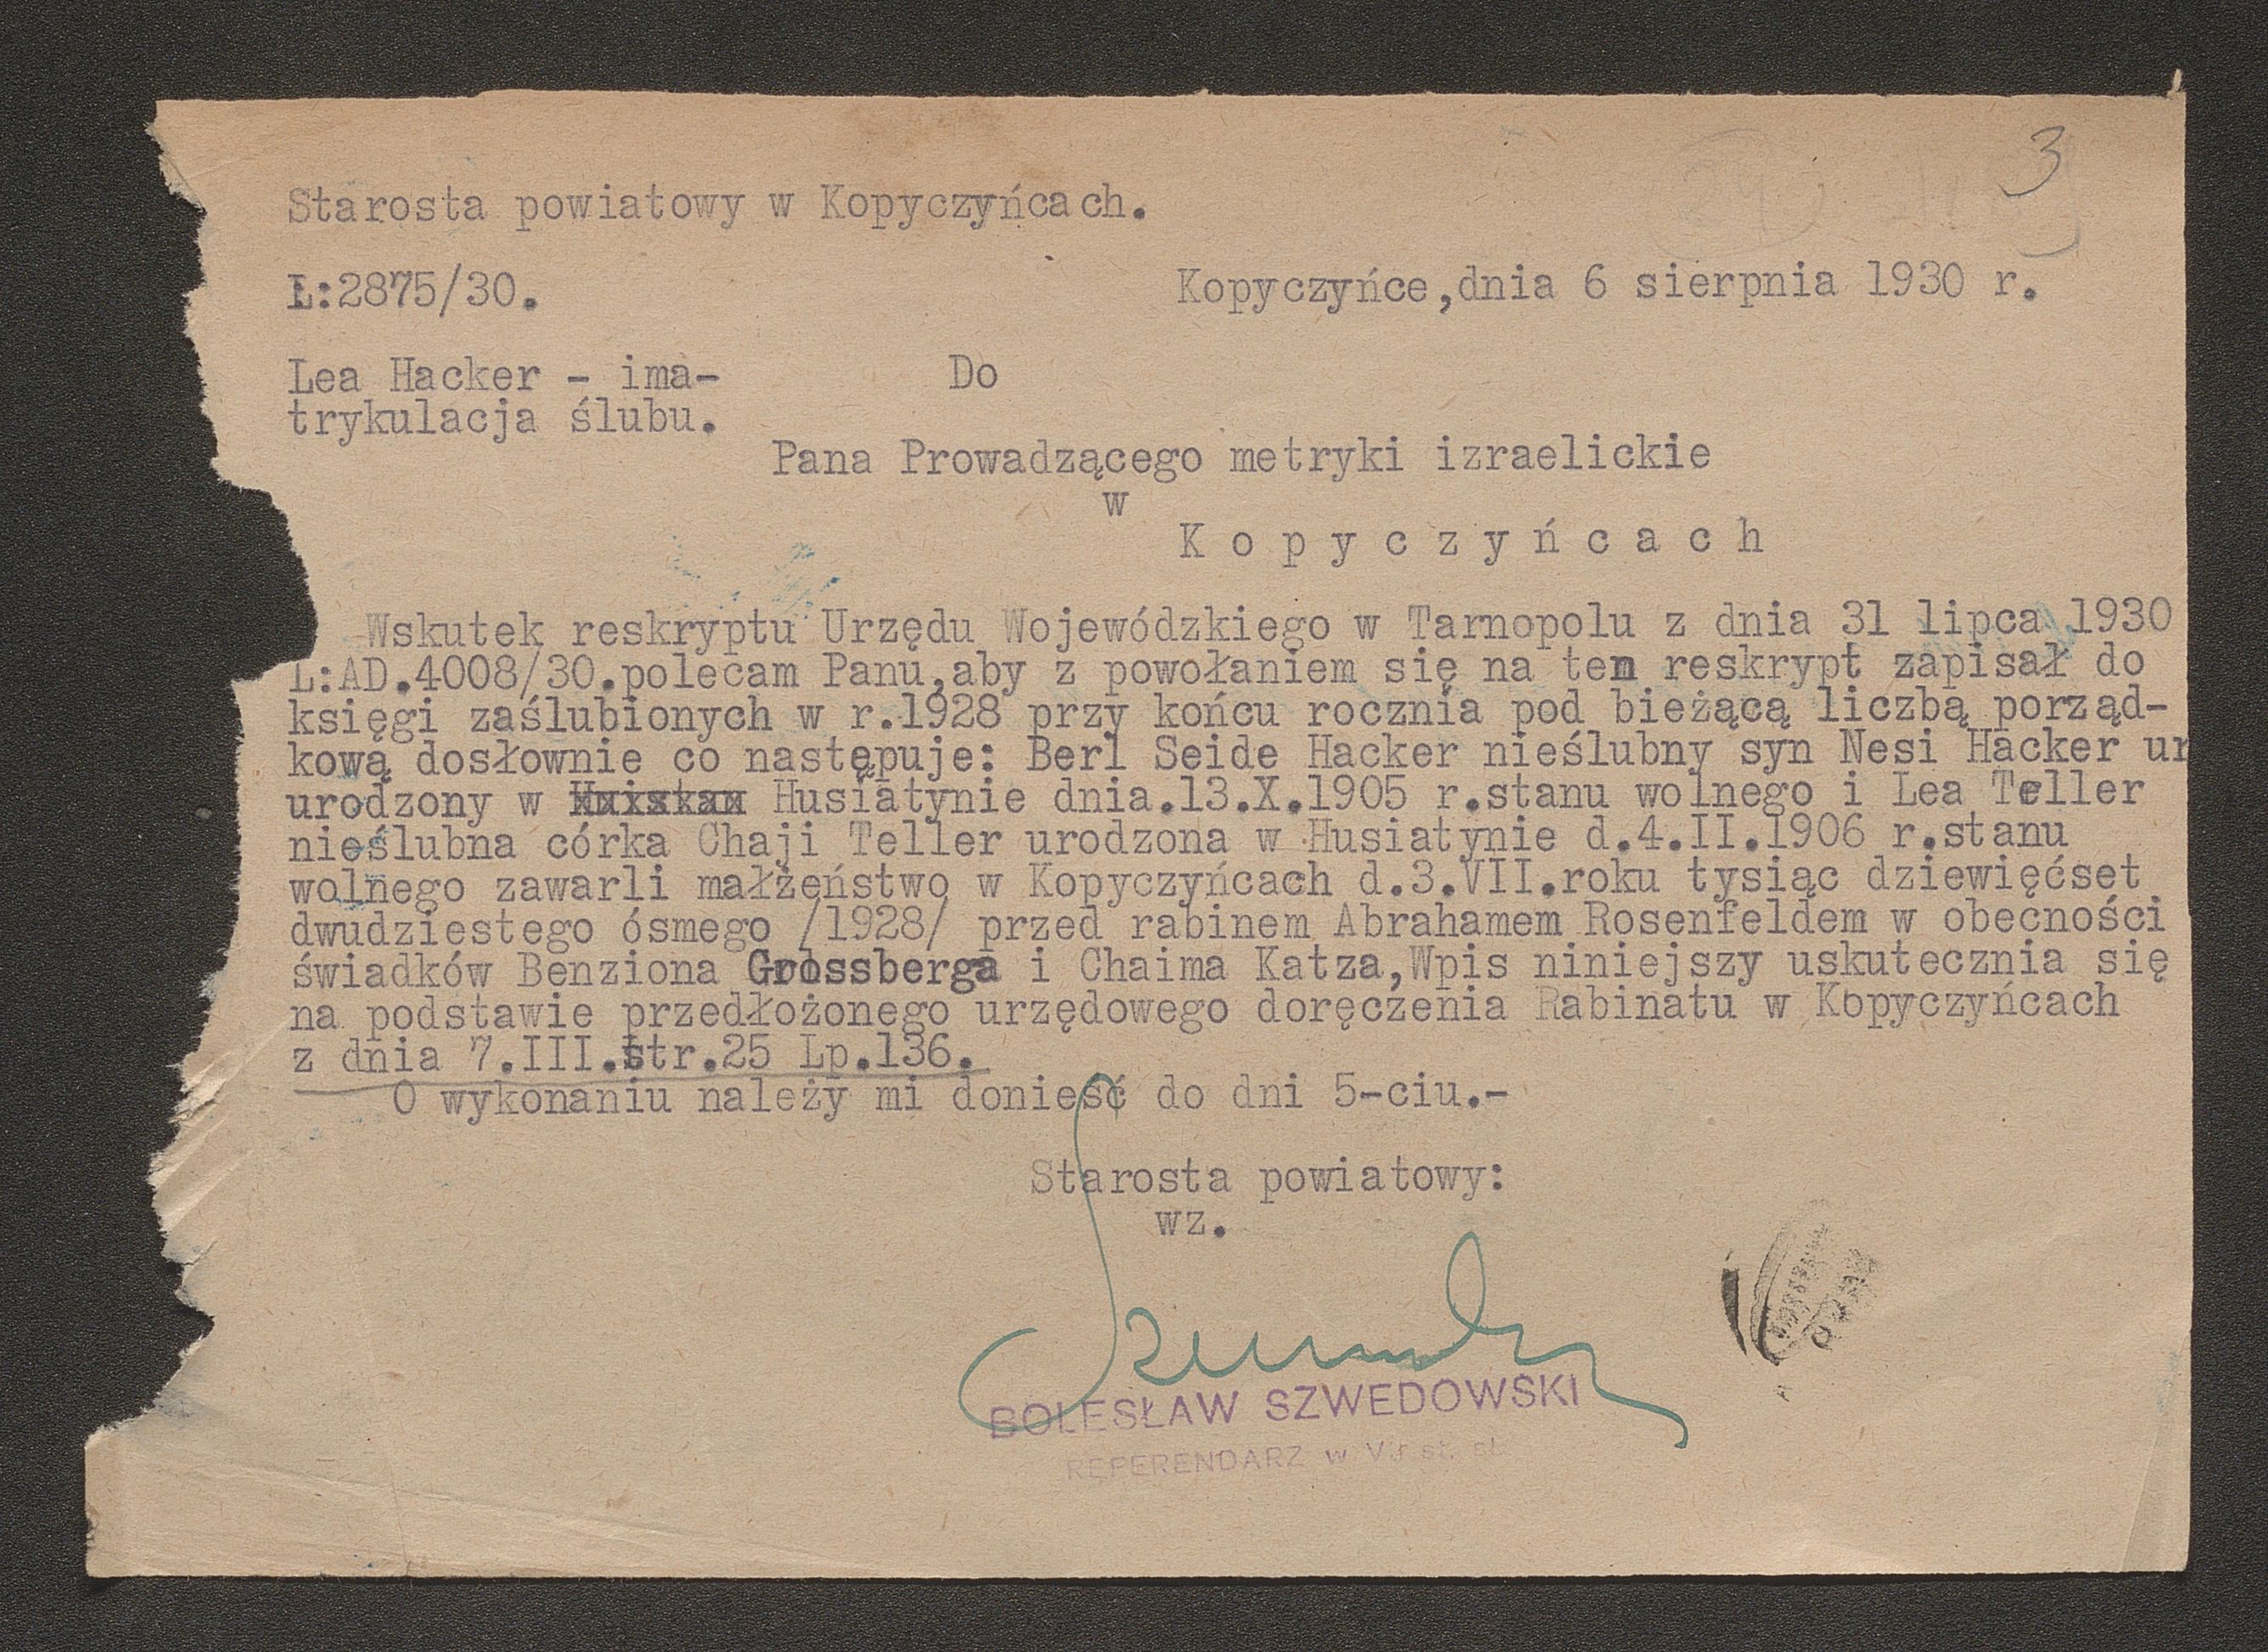 3
Starosta powiatowy w Kopyczyńcach.
L:2875/30.
Kopyczyńce,dnia 6 sierpnia 1930 r.
Lea Hacker - ima-
trykulacja ślubu.
Do
Pana Prowadzącego metryki izraelickie
w
K o p y c z y ń c a c h
Wskutek reskryptu Urzędu Wojewódzkiego w Tarnopolu z dnia 31 lipca 1930
L:AD.4008/30.polecam Panu,aby z powołaniem się na ten reskrypt zapisał do
księgi zaślubionych w r.1928 przy końcu rocznia pod bieżącą liczbą porząd-
kową dosłownie co następuje: Berl Seide Hacker nieślubny syn Nesi Hacker ur
urodzony w Husiatynie dnia.13.X.1905 r.stanu wolnego i Lea Teller
nieślubna córka Chaji Teller urodzona w Husiatynie d.4.II.1906 r.stanu
wolnego zawarli małżeństwo w Kopyczyńcach d.3.VII.roku tysiąc dziewięćset
dwudziestego ósmego /1928/ przed rabinem Abrahamem Rosenfeldem w obecności
świadków Benziona Grossberga i Chaima Katza,Wpis niniejszy uskutecznia się
na podstawie przedłożonego urzędowego doręczenia Rabinatu w Kopyczyńcach
z dnia 7.III.str.25 Lp.136.
O wykonaniu należy mi donieść do dni 5-ciu.-
Starosta powiatowy:
wz.
BOLESŁAW SZWEDOWSKI
REFERENDARZ w st. sł.